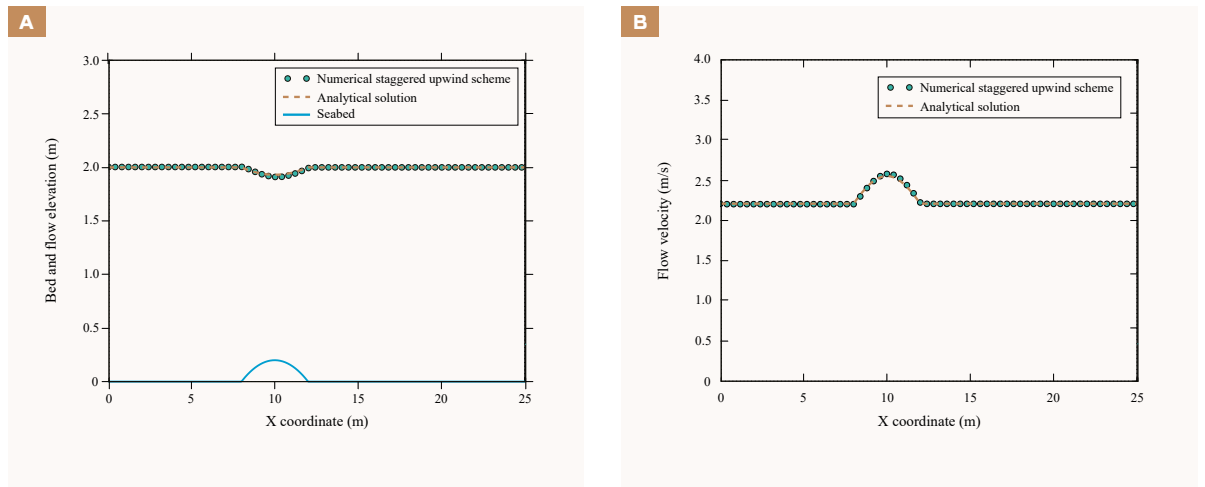 A
3.0
2.5
2.0
1.5
1.0
0.5
0
Bed and flow elevation (m)
Numerical staggered upwind scheme
Analytical solution
Seabed
0
5
10
15
20
25
X coordinate (m)
B
4.0
3.5
3.0
2.5
2.0
1.5
1.0
0.5
0
Flow velocity (m/s)
Numerical staggered upwind scheme
Analytical solution
0
5
10
15
20
25
X coordinate (m)